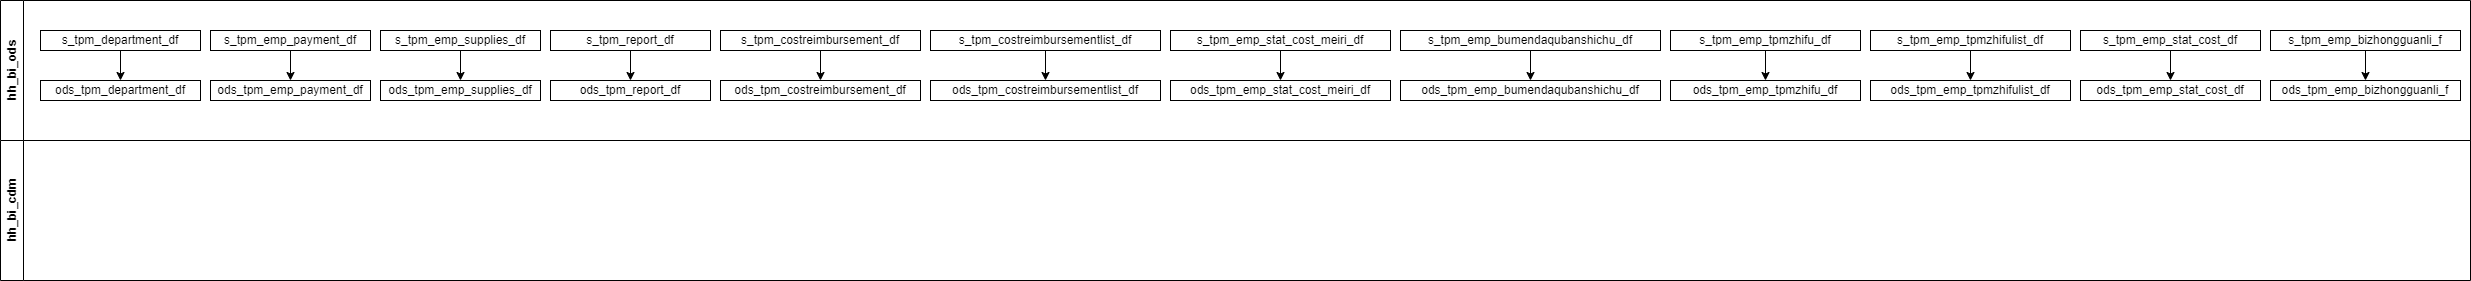 hh_bi_ods
s_tpm_department_df
s_tpm_emp_payment_df
s_tpm_emp_supplies_df
s_tpm_report_df
s_tpm_costreimbursement_df
s_tpm_costreimbursementlist_df
s_tpm_emp_stat_cost_meiri_df
s_tpm_emp_bumendaqubanshichu_df
s_tpm_emp_tpmzhifu_df
s_tpm_emp_tpmzhifulist_df
s_tpm_emp_stat_cost_df
s_tpm_emp_bizhongguanli_f
ods_tpm_department_df
ods_tpm_emp_payment_df
ods_tpm_emp_supplies_df
ods_tpm_report_df
ods_tpm_costreimbursement_df
ods_tpm_costreimbursementlist_df
ods_tpm_emp_stat_cost_meiri_df
ods_tpm_emp_bumendaqubanshichu_df
ods_tpm_emp_tpmzhifu_df
ods_tpm_emp_tpmzhifulist_df
ods_tpm_emp_stat_cost_df
ods_tpm_emp_bizhongguanli_f
hh_bi_cdm